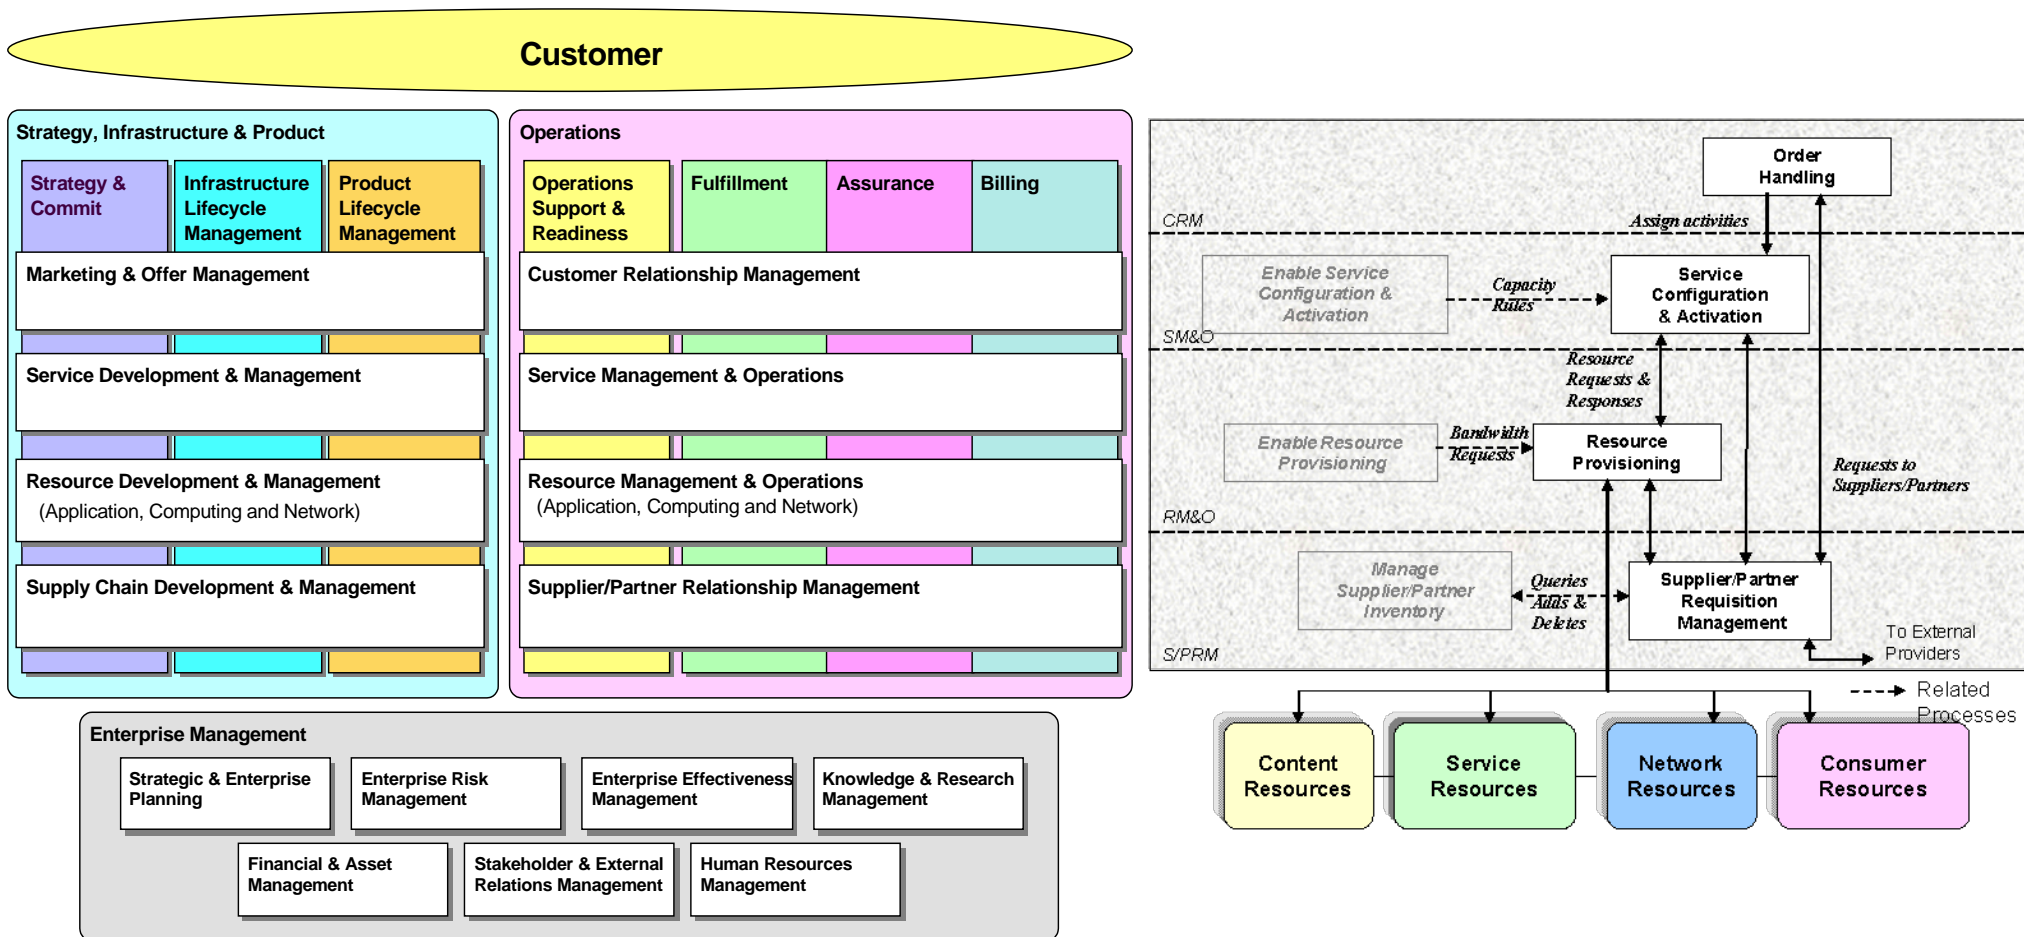 Customer
Strategy, Infrastructure & Product
Strategy &
Commit
Infrastructure
Lifecycle
Management
Product
Lifecycle
Management
Marketing & Offer Management
Service Development & Management
Resource Development & Management
(Application, Computing and Network)
Supply Chain Development & Management
Operations
Operations
Support &
Readiness
Fulfillment
Assurance
Billing
Customer Relationship Management
Service Management & Operations
Resource Management & Operations
(Application, Computing and Network)
Supplier/Partner Relationship Management
Enterprise Management
Strategic & Enterprise
Planning
Enterprise Risk
Management
Enterprise Effectiveness
Management
Knowledge & Research
Management
Financial & Asset
Management
Stakeholder & External
Relations Management
Human Resources
Management
Order
Handling
CRM
Assign activities
Enable Service
Configuration &
Activation
Capacity
Rules
Service
Configuration
& Activation
SM&O
Resource
Requests &
Responses
Enable Resource
Provisioning
Bandwidth
Requests
Resource
Provisioning
Requests to
Suppliers/Partners
RM&O
Manage
Supplier/Partner
Inventory
Queries
Adds &
Deletes
Supplier/Partner
Requisition
Management
To External
Providers
S/PRM
Related
Processes
Content
Resources
Service
Resources
Network
Resources
Consumer
Resources